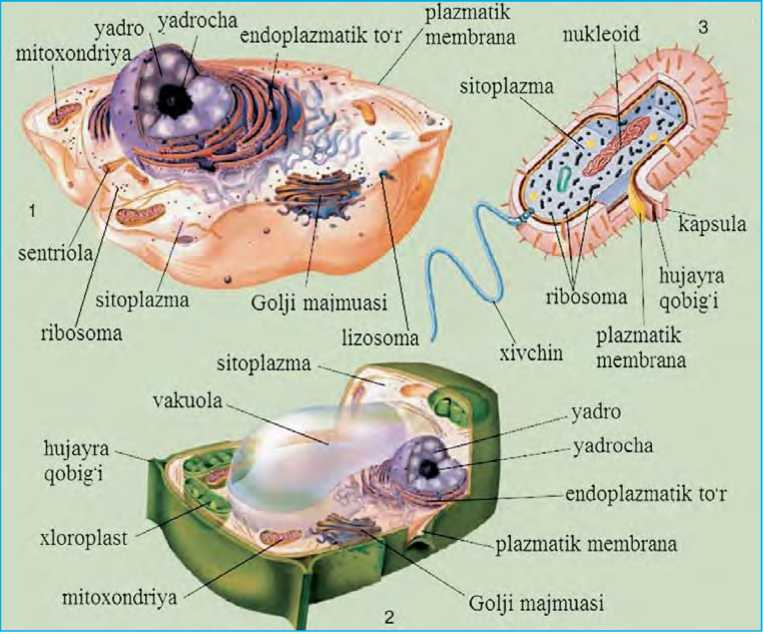 yadro
yadrocha
mitoxondriya
endoplazmatik to‘r
plazmatik
membrana
1
sentriola
sitoplazma
ribosoma
Golji majmuasi
lizosoma
3
nukleoid
sitoplazma
kapsula
hujayra
qobig‘i
ribosoma
plazmatik
membrana
xivchin
sitoplazma
vakuola
hujayra
qobig‘i
xloroplast
mitoxondriya
yadro
yadrocha
endoplazmatik to‘r
plazmatik membrana
Golji majmuasi
2